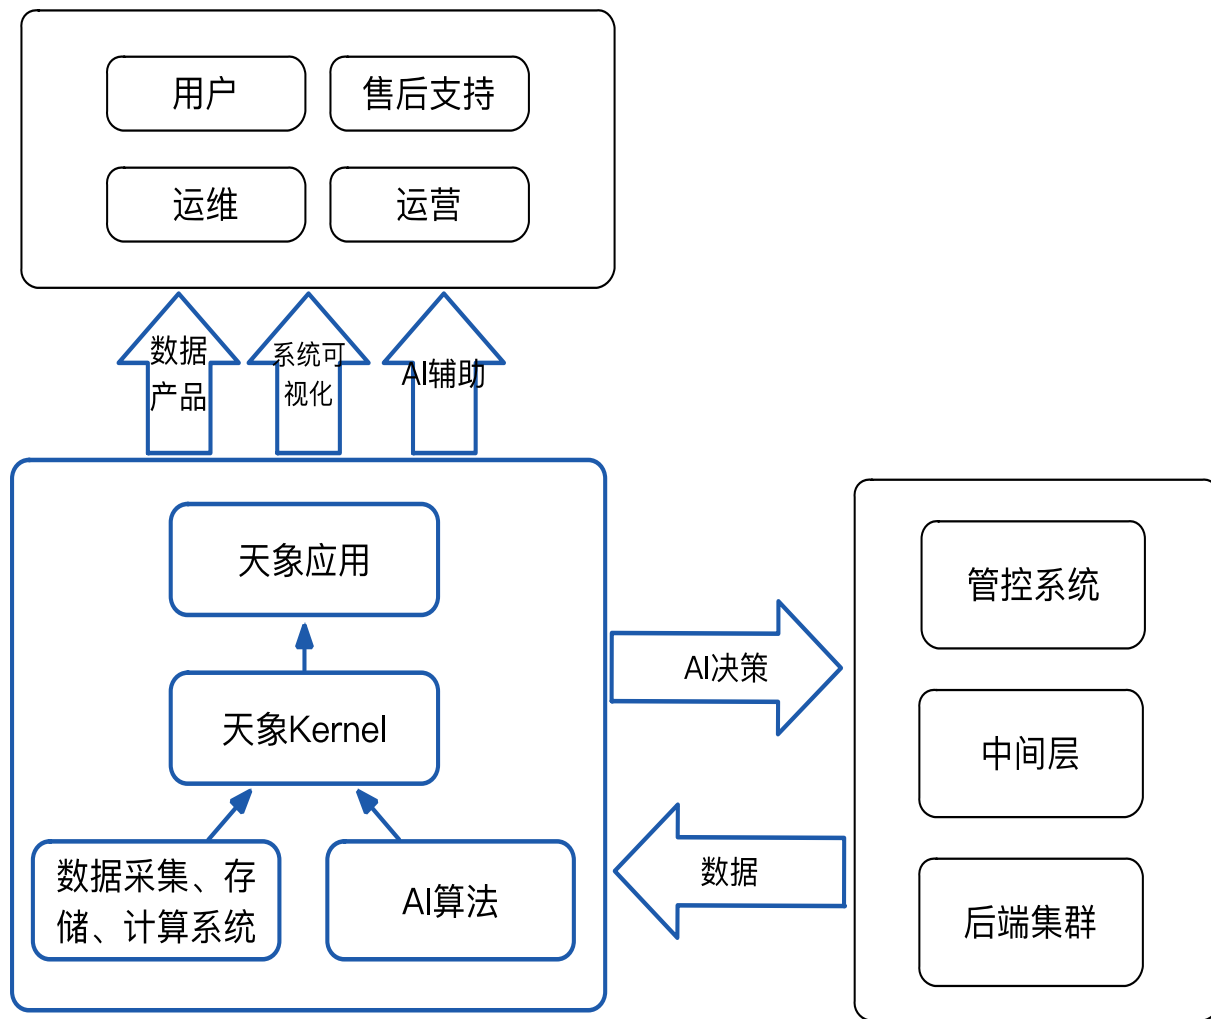 用户
售后支持
运维
运营
数据
产品
系统可
视化
AI辅助
天象应用
天象Kernel
数据采集、存
储、计算系统
AI算法
AI决策
数据
管控系统
中间层
后端集群